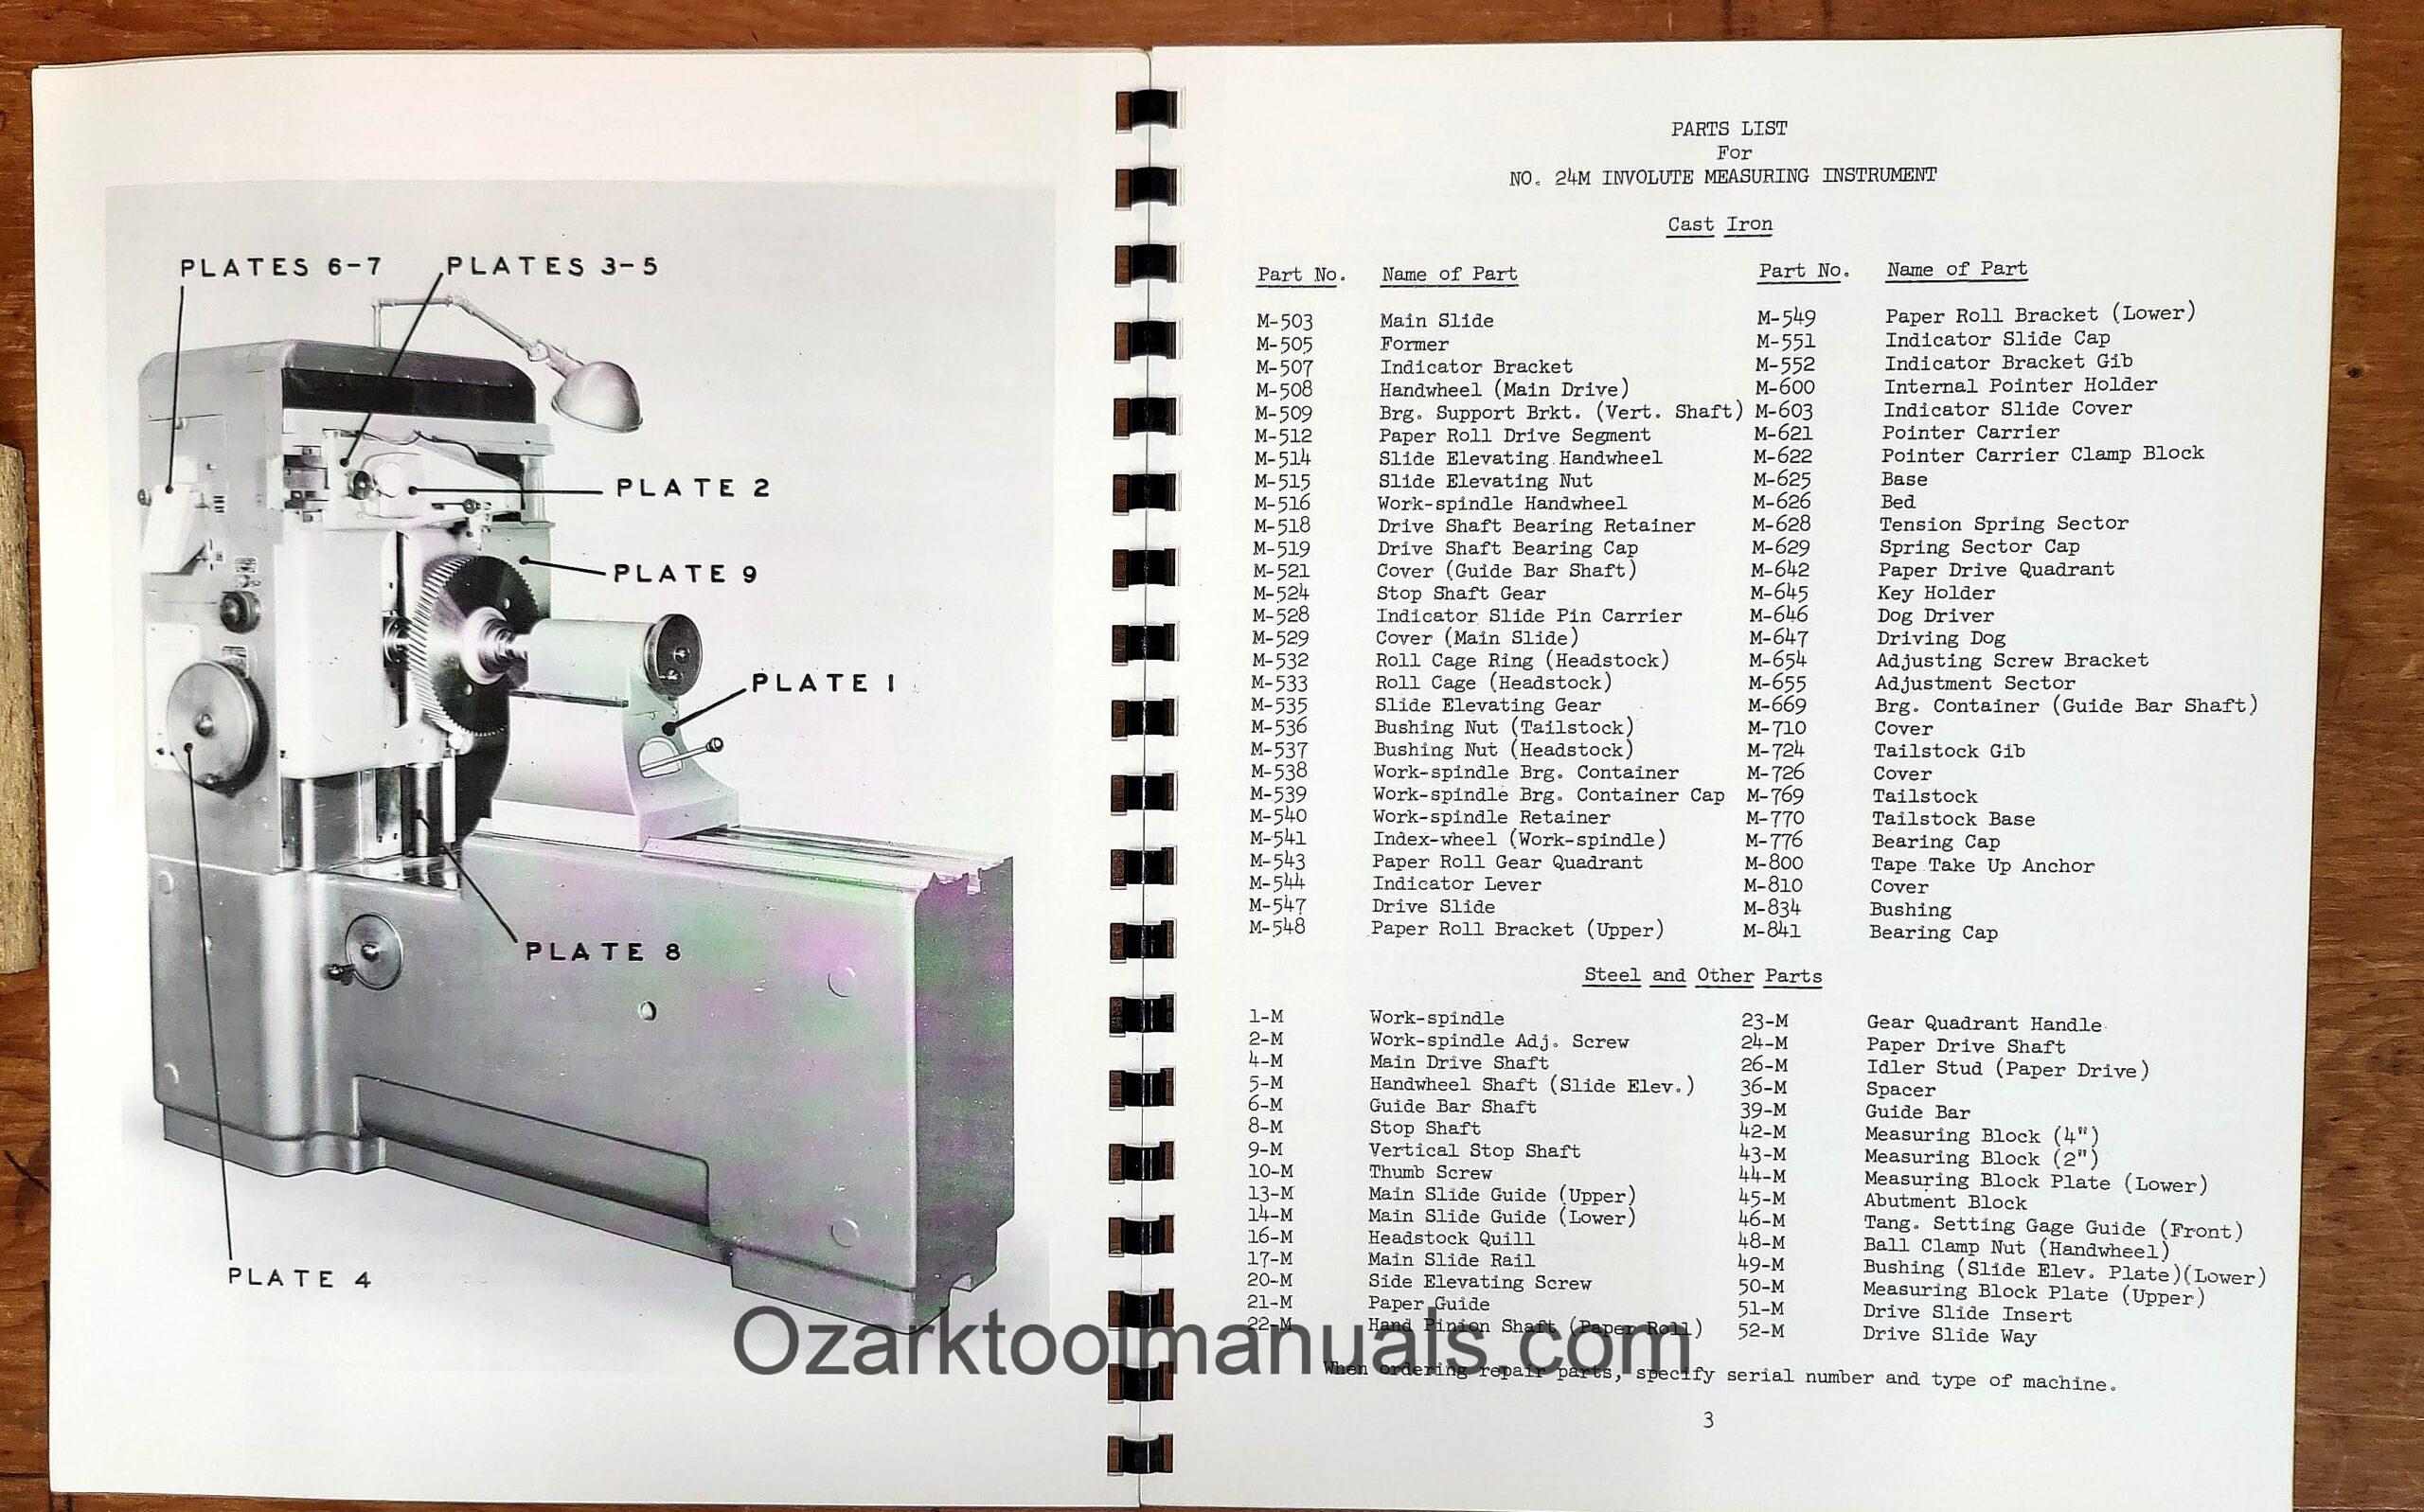 PLATES 6-7 PLATES 3-5
PLATE 2
PLATE 9
PLATE 1
PLATE 8
PLATE 4
PARTS LIST
For
NO. 24M INVOLUTE MEASURING INSTRUMENT
Cast Iron
Part No. Name of Part Part No. Name of Part
M-503 Main Slide M-549 Paper Roll Bracket (Lower)
M-505 Former M-551 Indicator Slide Cap
M-507 Indicator Bracket M-552 Indicator Bracket Gib
M-508 Handwheel (Main Drive) M-600 Internal Pointer Holder
M-509 Brg. Support Brkt. (Vert. Shaft) M-603 Indicator Slide Cover
M-512 Paper Roll Drive Segment M-621 Pointer Carrier
M-514 Slide Elevating Handwheel M-622 Pointer Carrier Clamp Block
M-515 Slide Elevating Nut M-625 Base
M-516 Work-spindle Handwheel M-626 Bed
M-518 Drive Shaft Bearing Retainer M-628 Tension Spring Sector
M-519 Drive Shaft Bearing Cap M-629 Spring Sector Cap
M-521 Cover (Guide Bar Shaft) M-642 Paper Drive Quadrant
M-524 Stop Shaft Gear M-645 Key Holder
M-528 Indicator Slide Pin Carrier M-646 Dog Driver
M-529 Cover (Main Slide) M-647 Driving Dog
M-532 Roll Cage Ring (Headstock) M-654 Adjusting Screw Bracket
M-533 Roll Cage (Headstock) M-655 Adjustment Sector
M-535 Slide Elevating Gear M-669 Brg. Container (Guide Bar Shaft)
M-536 Bushing Nut (Tailstock) M-710 Cover
M-537 Bushing Nut (Headstock) M-724 Tailstock Gib
M-538 Work-spindle Brg. Container M-726 Cover
M-539 Work-spindle Brg. Container Cap M-769 Tailstock
M-540 Work-spindle Retainer M-770 Tailstock Base
M-541 Index-wheel (Work-spindle) M-776 Bearing Cap
M-543 Paper Roll Gear Quadrant M-800 Tape Take Up Anchor
M-544 Indicator Lever M-810 Cover
M-547 Drive Slide M-834 Bushing
M-548 Paper Roll Bracket (Upper) M-841 Bearing Cap
Steel and Other Parts
1-M Work-spindle 23-M Gear Quadrant Handle
2-M Work-spindle Adj. Screw 24-M Paper Drive Shaft
4-M Main Drive Shaft 26-M Idler Stud (Paper Drive)
5-M Handwheel Shaft (Slide Elev.) 36-M Spacer
6-M Guide Bar Shaft 39-M Guide Bar
8-M Stop Shaft 42-M Measuring Block (4")
9-M Vertical Stop Shaft 43-M Measuring Block (2")
10-M Thumb Screw 44-M Measuring Block Plate (Lower)
13-M Main Slide Guide (Upper) 45-M Abutment Block
14-M Main Slide Guide (Lower) 46-M Tang. Setting Gage Guide (Front)
16-M Headstock Quill 48-M Ball Clamp Nut (Handwheel)
17-M Main Slide Rail 49-M Bushing (Slide Elev. Plate)(Lower)
20-M Side Elevating Screw 50-M Measuring Block Plate (Upper)
21-M Paper Guide 51-M Drive Slide Insert
22-M Hand Pinion Shaft (Paper Roll) 52-M Drive Slide Way
When ordering repair parts, specify serial number and type of machine.
3
Ozarktoolmanuals.com